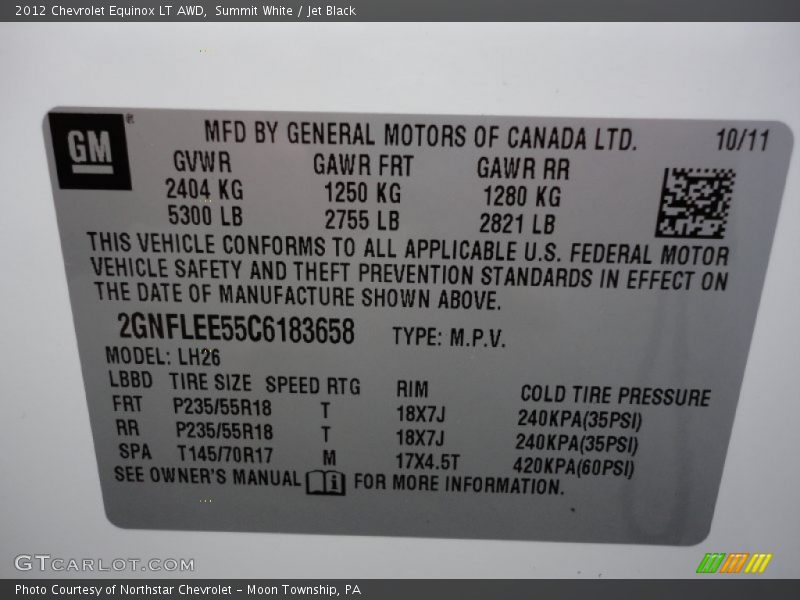 2012 Chevrolet Equinox LT AWD, Summit White / Jet Black
GM ®
MFD BY GENERAL MOTORS OF CANADA LTD. 10/11
GVWR GAWR FRT GAWR RR
2404 KG 1250 KG 1280 KG
5300 LB 2755 LB 2821 LB
THIS VEHICLE CONFORMS TO ALL APPLICABLE U.S. FEDERAL MOTOR
VEHICLE SAFETY AND THEFT PREVENTION STANDARDS IN EFFECT ON
THE DATE OF MANUFACTURE SHOWN ABOVE.
2GNFLEE55C6183658 TYPE: M.P.V.
MODEL: LH26
LBBD TIRE SIZE SPEED RTG RIM COLD TIRE PRESSURE
FRT P235/55R18 T 18X7J 240KPA(35PSI)
RR P235/55R18 T 18X7J 240KPA(35PSI)
SPA T145/70R17 M 17X4.5T 420KPA(60PSI)
SEE OWNER'S MANUAL i FOR MORE INFORMATION.
GTCARLOT.COM
Photo Courtesy of Northstar Chevrolet - Moon Township, PA